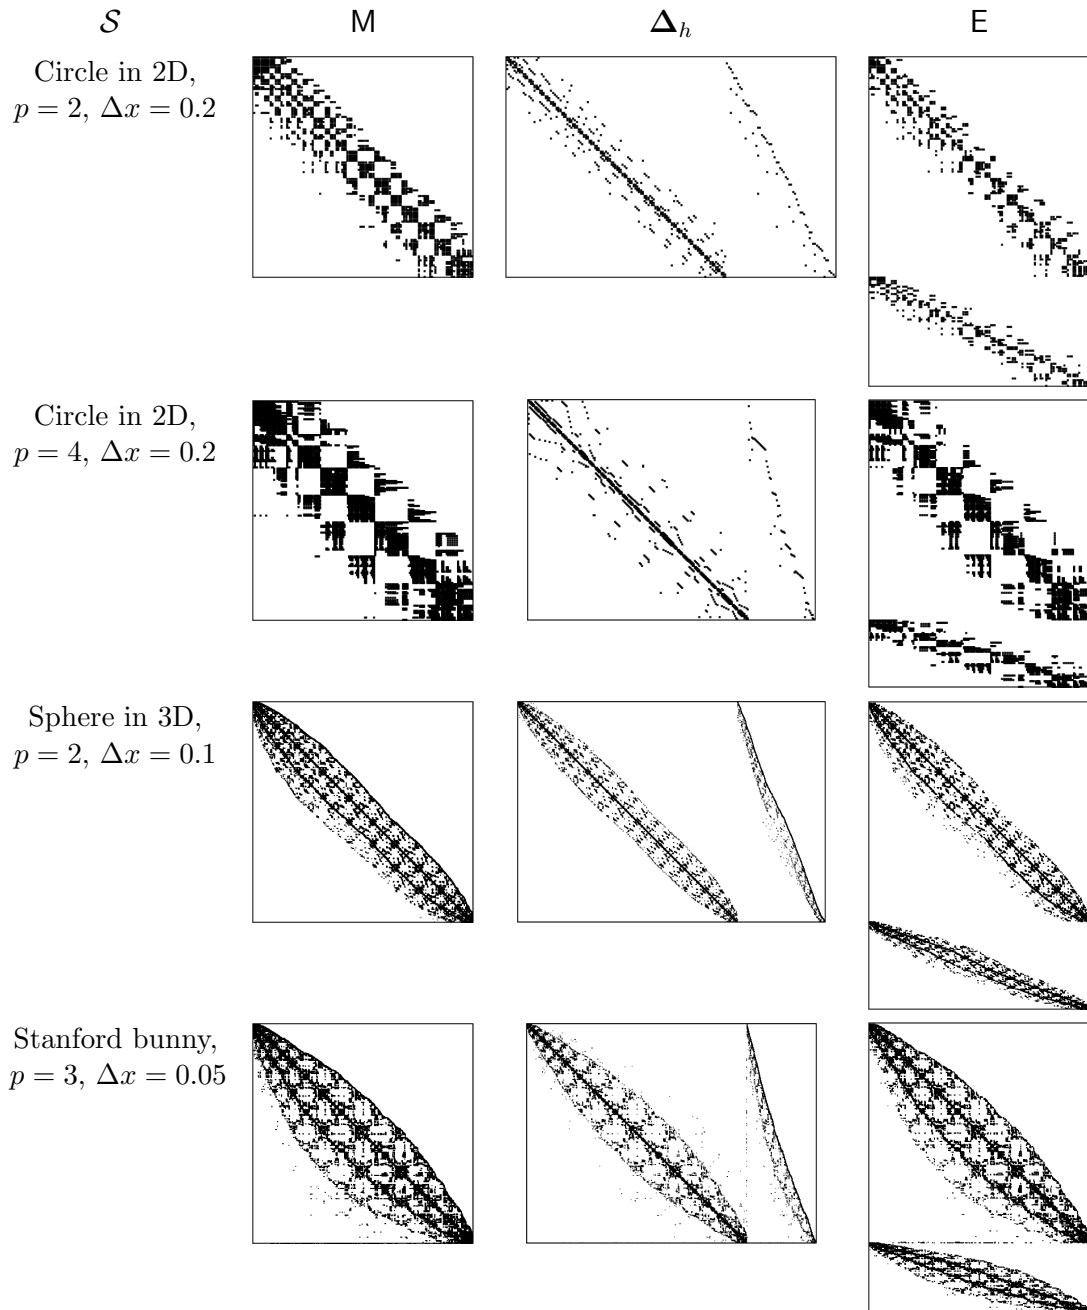 𝒮 M Δₕ E
Circle in 2D,
p = 2, Δx = 0.2
Circle in 2D,
p = 4, Δx = 0.2
Sphere in 3D,
p = 2, Δx = 0.1
Stanford bunny,
p = 3, Δx = 0.05